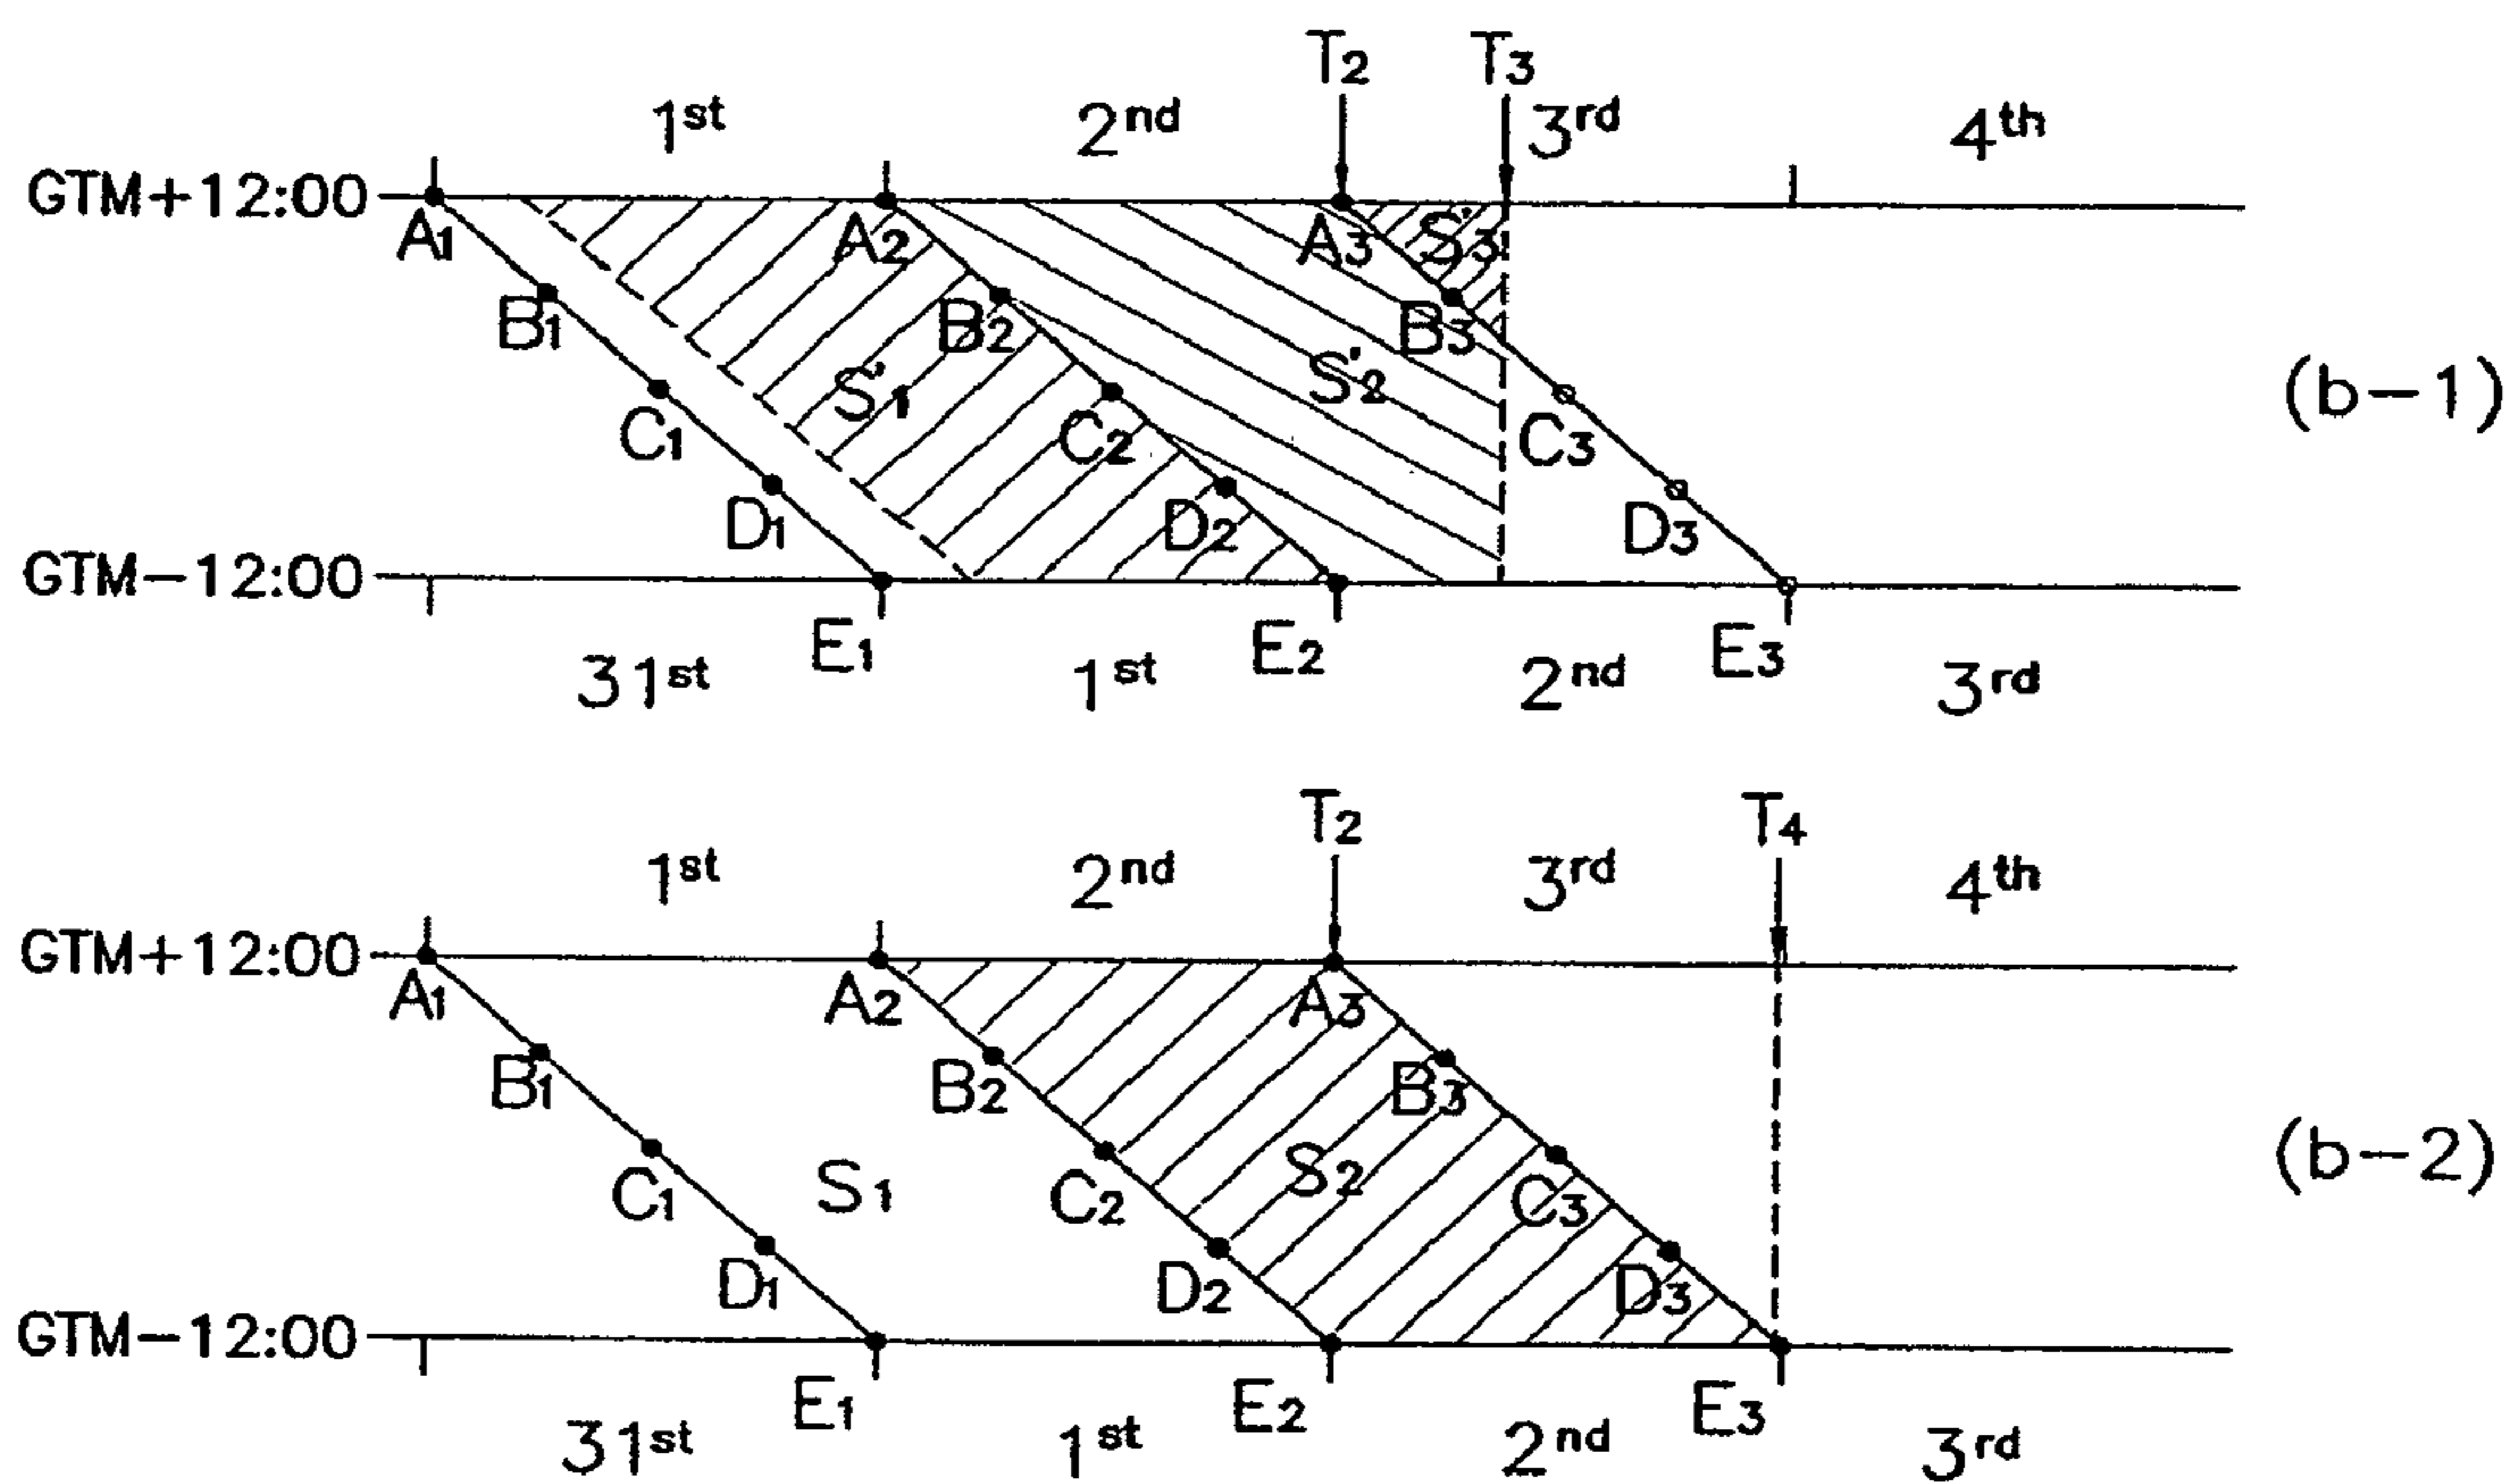 T2 T3
1st 2nd 3rd 4th
GTM+12:00
A1 A2 A3 S'3
B1 B2 B3
S'1 S'2 (b-1)
C1 C2 C3
D1 D2 D3
GTM-12:00
E1 E2 E3
31st 1st 2nd 3rd
T2 T4
1st 2nd 3rd 4th
GTM+12:00
A1 A2 A3
B1 B2 B3
S1 S2 (b-2)
C1 C2 C3
D1 D2 D3
GTM-12:00
E1 E2 E3
31st 1st 2nd 3rd